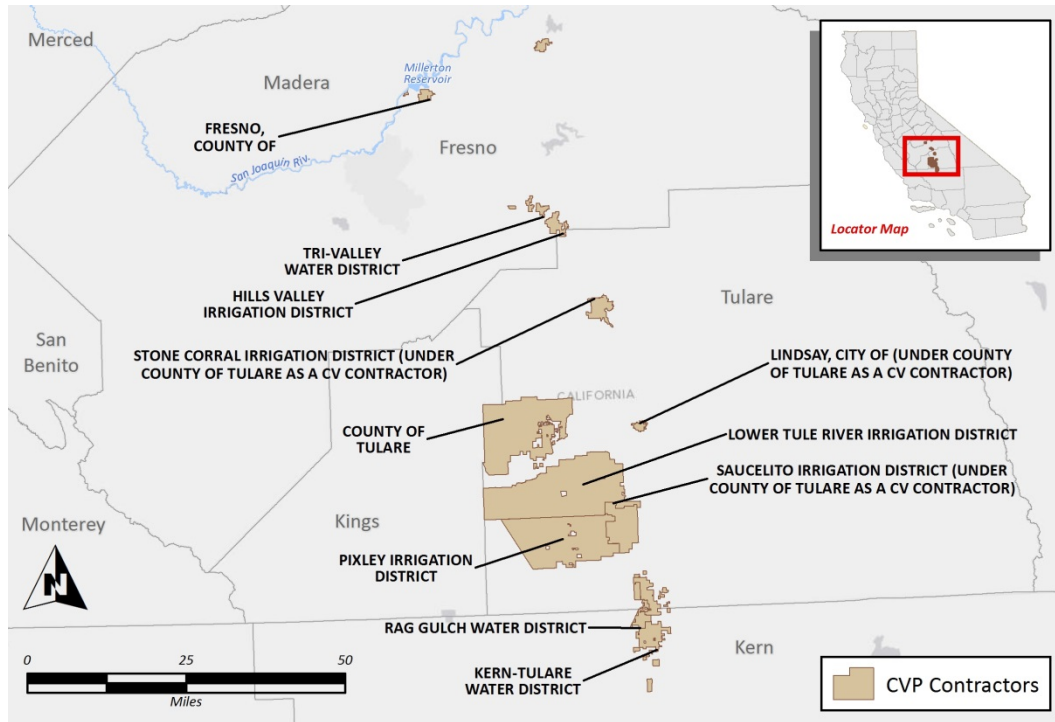 Merced
Madera
Millerton
Reservoir
FRESNO,
COUNTY OF
Fresno
San Joaquin Riv.
Locator Map
TRI-VALLEY
WATER DISTRICT
HILLS VALLEY
IRRIGATION DISTRICT
Tulare
San
Benito
STONE CORRAL IRRIGATION DISTRICT (UNDER
COUNTY OF TULARE AS A CV CONTRACTOR)
LINDSAY, CITY OF (UNDER COUNTY
OF TULARE AS A CV CONTRACTOR)
CALIFORNIA
COUNTY OF
TULARE
LOWER TULE RIVER IRRIGATION DISTRICT
SAUCELITO IRRIGATION DISTRICT (UNDER
COUNTY OF TULARE AS A CV CONTRACTOR)
Monterey
Kings
PIXLEY IRRIGATION
DISTRICT
N
RAG GULCH WATER DISTRICT
Kern
KERN-TULARE
WATER DISTRICT
0 25 50
Miles
CVP Contractors